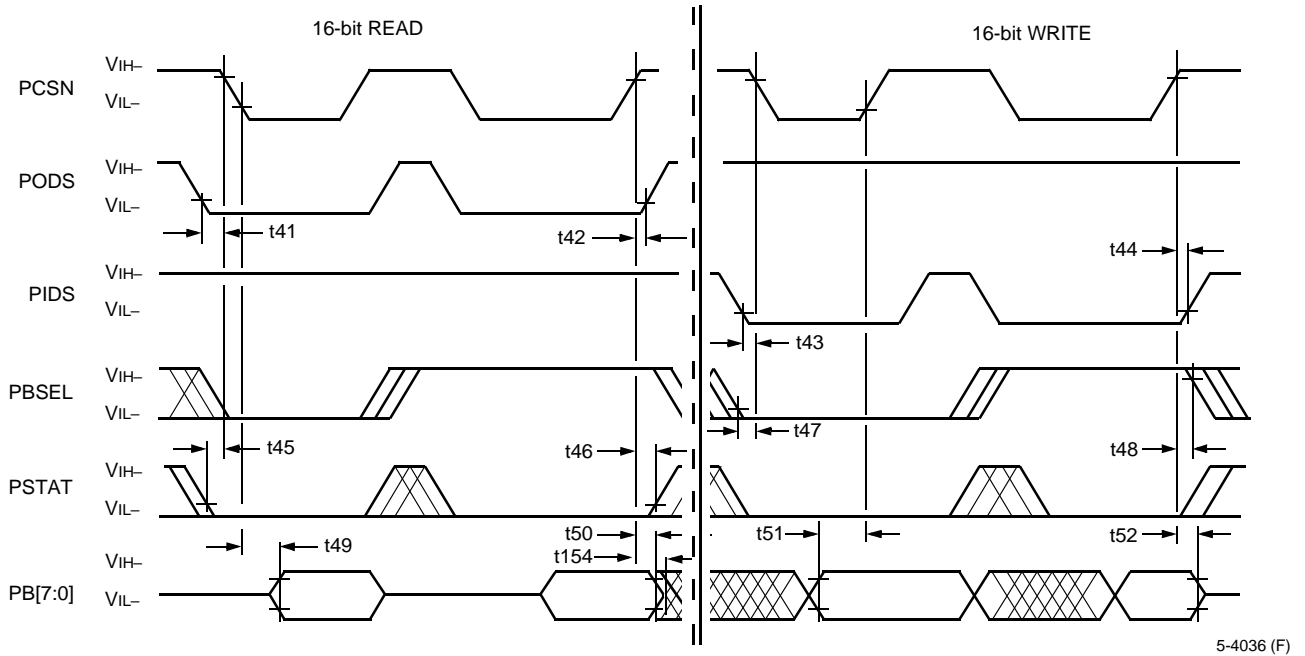 16-bit READ
16-bit WRITE
PCSN
VIH–
VIL–
PODS
VIH–
VIL–
t41
t42
t44
PIDS
VIH–
VIL–
t43
PBSEL
VIH–
VIL–
t47
t45
t46
t48
PSTAT
VIH–
VIL–
t49
t50
t154
t51
t52
PB[7:0]
VIH–
VIL–
5-4036 (F)